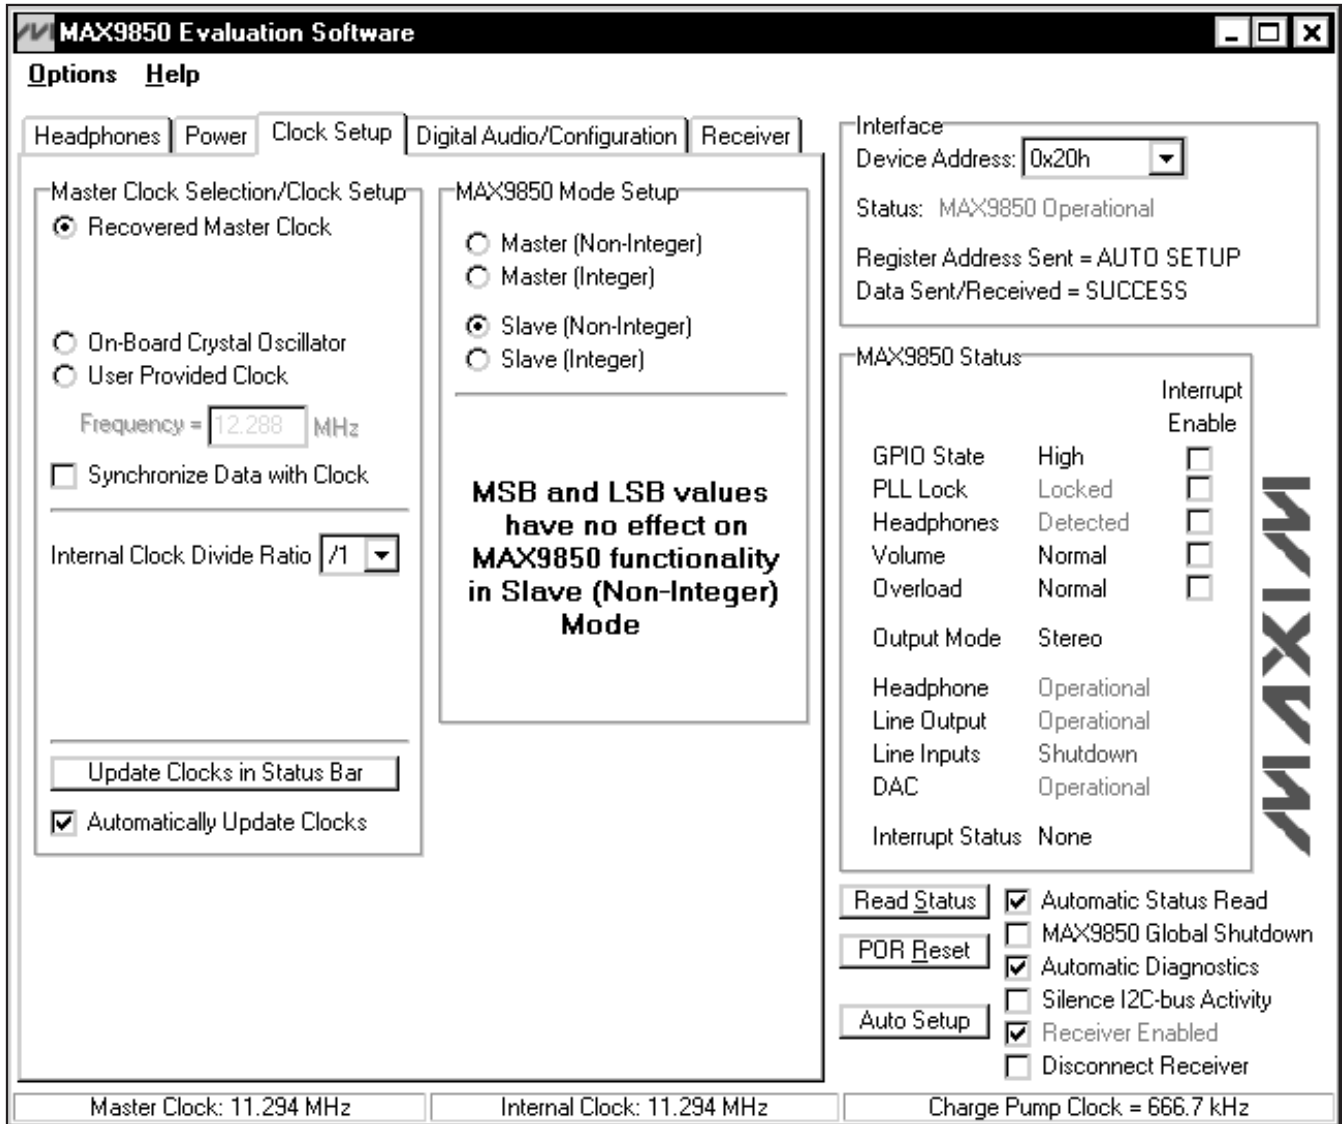 MAX9850 Evaluation Software
Options Help
Headphones Power Clock Setup Digital Audio/Configuration Receiver
Master Clock Selection/Clock Setup
Recovered Master Clock
On-Board Crystal Oscillator
User Provided Clock
Frequency = 12.288 MHz
Synchronize Data with Clock
Internal Clock Divide Ratio /1
Update Clocks in Status Bar
Automatically Update Clocks
MAX9850 Mode Setup
Master (Non-Integer)
Master (Integer)
Slave (Non-Integer)
Slave (Integer)
MSB and LSB values
have no effect on
MAX9850 functionality
in Slave (Non-Integer)
Mode
Interface
Device Address: 0x20h
Status: MAX9850 Operational
Register Address Sent = AUTO SETUP
Data Sent/Received = SUCCESS
MAX9850 Status
Interrupt
Enable
GPIO State High
PLL Lock Locked
Headphones Detected
Volume Normal
Overload Normal
Output Mode Stereo
Headphone Operational
Line Output Operational
Line Inputs Shutdown
DAC Operational
Interrupt Status None
MAXIM
Read Status
POR Reset
Auto Setup
Automatic Status Read
MAX9850 Global Shutdown
Automatic Diagnostics
Silence I2C-bus Activity
Receiver Enabled
Disconnect Receiver
Master Clock: 11.294 MHz
Internal Clock: 11.294 MHz
Charge Pump Clock = 666.7 kHz